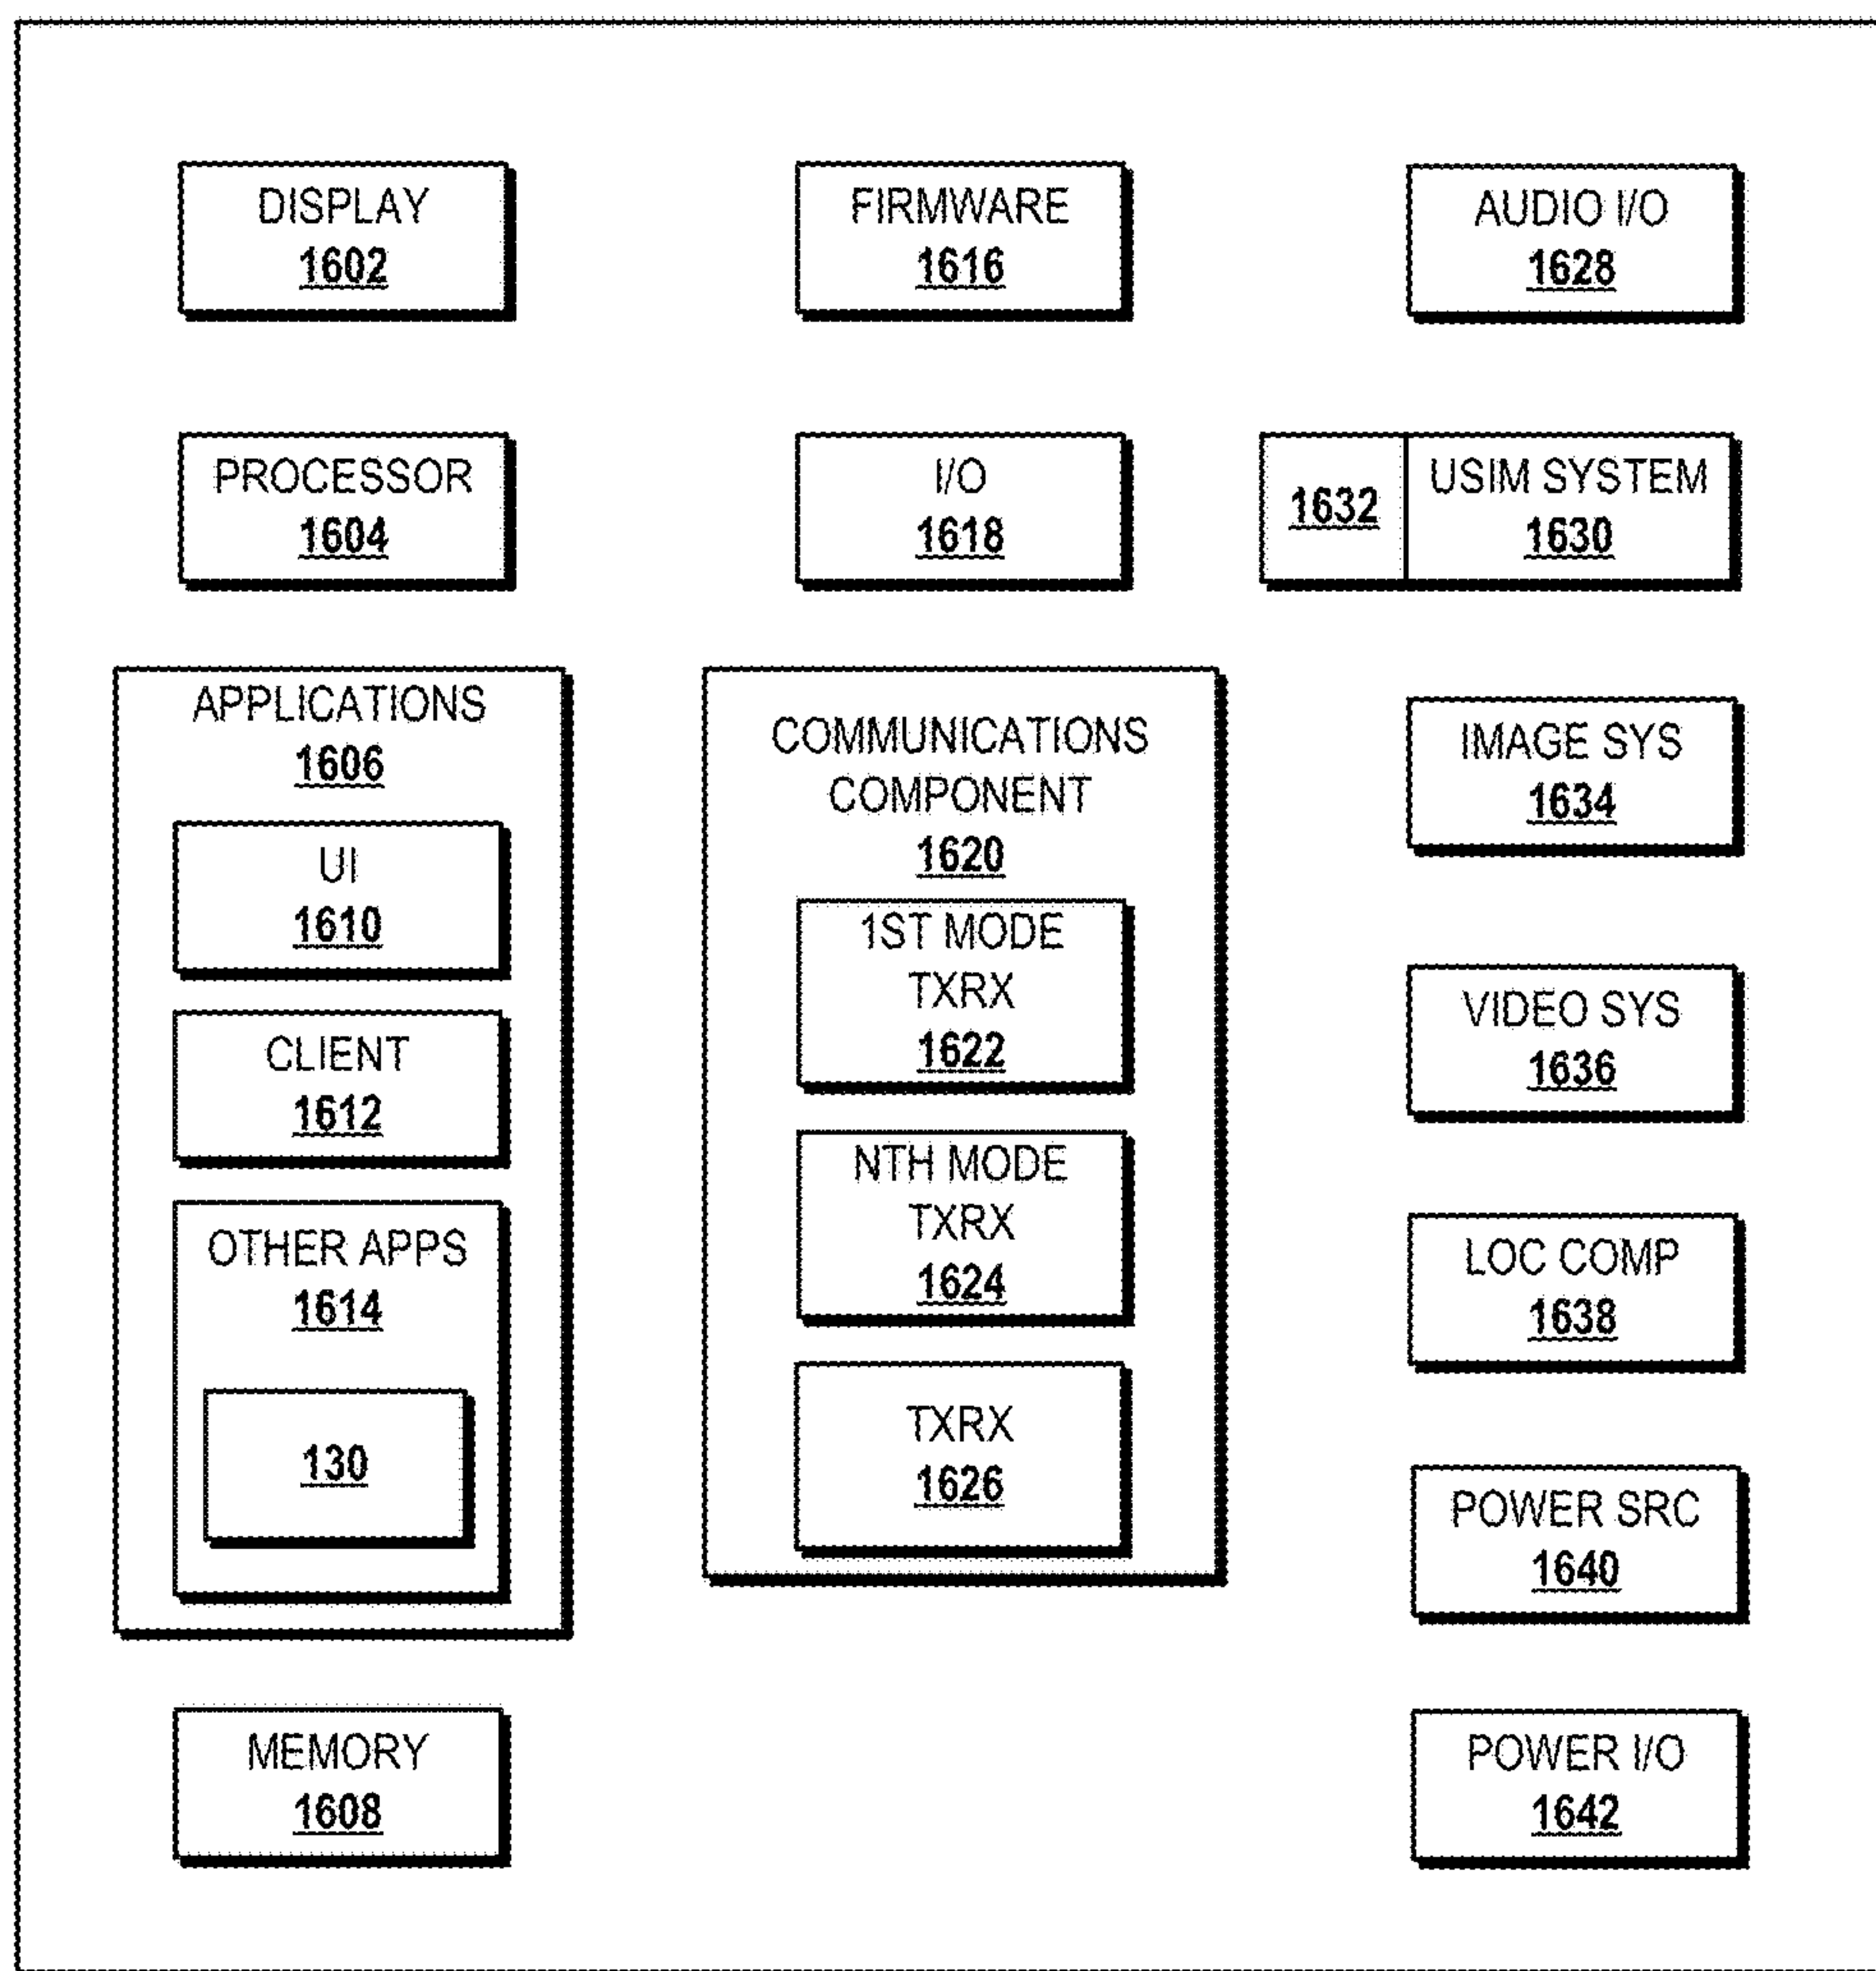 DISPLAY
1602
PROCESSOR
1604
APPLICATIONS
1606
UI
1610
CLIENT
1612
OTHER APPS
1614
130
MEMORY
1608
FIRMWARE
1616
I/O
1618
COMMUNICATIONS
COMPONENT
1620
1ST MODE
TXRX
1622
NTH MODE
TXRX
1624
TXRX
1626
AUDIO I/O
1628
1632
USIM SYSTEM
1630
IMAGE SYS
1634
VIDEO SYS
1636
LOC COMP
1638
POWER SRC
1640
POWER I/O
1642